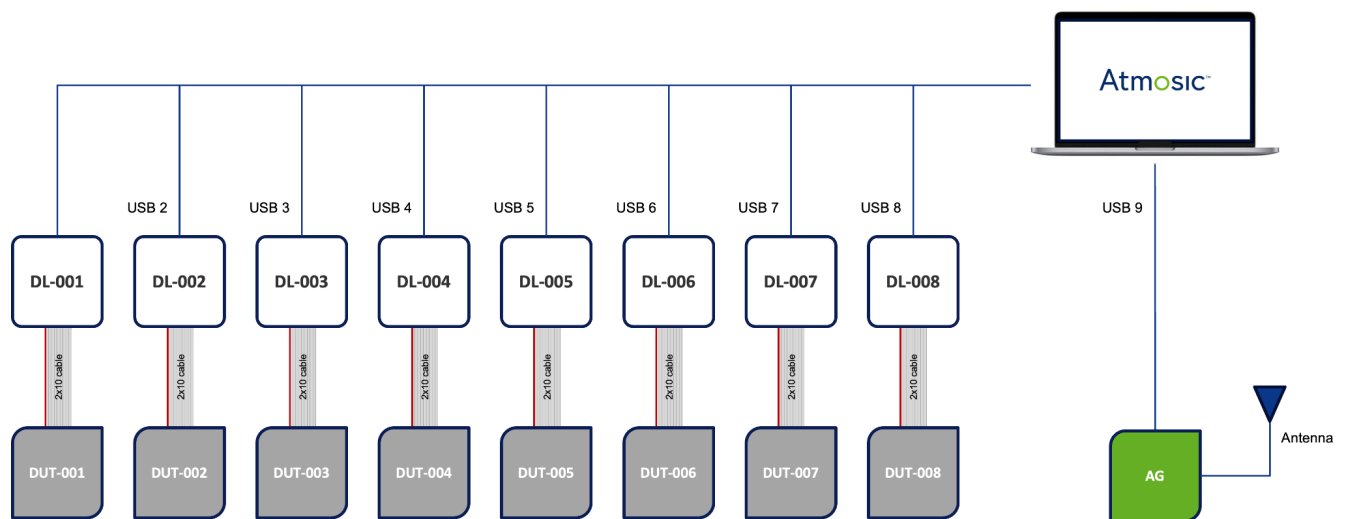 Atmosic™
USB 2
USB 3
USB 4
USB 5
USB 6
USB 7
USB 8
USB 9
DL-001
DL-002
DL-003
DL-004
DL-005
DL-006
DL-007
DL-008
2x10 cable
2x10 cable
2x10 cable
2x10 cable
2x10 cable
2x10 cable
2x10 cable
2x10 cable
Antenna
DUT-001
DUT-002
DUT-003
DUT-004
DUT-005
DUT-006
DUT-007
DUT-008
AG